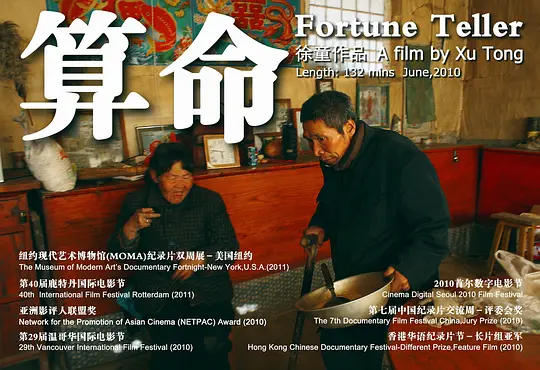 算命
Fortune Teller
徐童作品 A film by Xu Tong
Length: 132 mins June,2010
纽约现代艺术博物馆(MOMA)纪录片双周展－美国纽约
The Museum of Modern Art's Documentary Fortnight-New York,U.S.A.(2011)
第40届鹿特丹国际电影节
40th International Film Festival Rotterdam (2011)
亚洲影评人联盟奖
Network for the Promotion of Asian Cinema (NETPAC) Award (2010)
第29届温哥华国际电影节
29th Vancouver International Film Festival (2010)
2010首尔数字电影节
Cinema Digital Seoul 2010 Film Festival
第七届中国纪录片交流周－评委会奖
The 7th Documentary Film Festival China,Jury Prize (2010)
香港华语纪录片节－长片组亚军
Hong Kong Chinese Documentary Festival-Different Prize,Feature Film (2010)